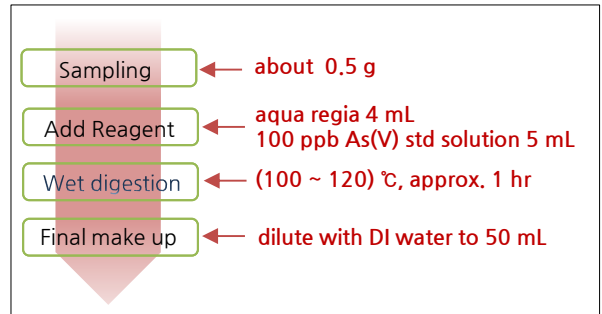 Sampling
about 0.5 g
Add Reagent
aqua regia 4 mL
100 ppb As(V) std solution 5 mL
Wet digestion
(100 ~ 120) ℃, approx. 1 hr
Final make up
dilute with DI water to 50 mL